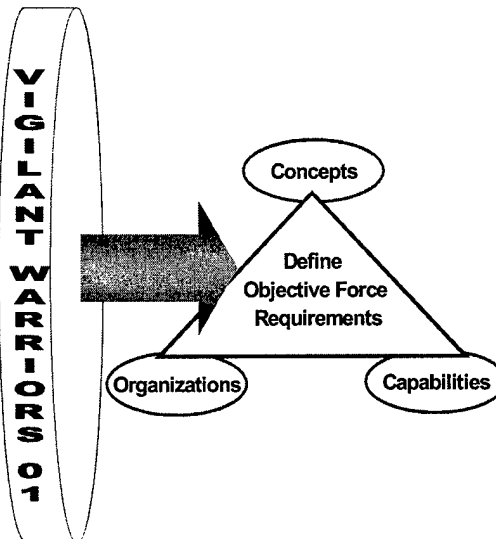 VIGILANT WARRIORS 01
Concepts
Define
Objective Force
Requirements
Organizations
Capabilities